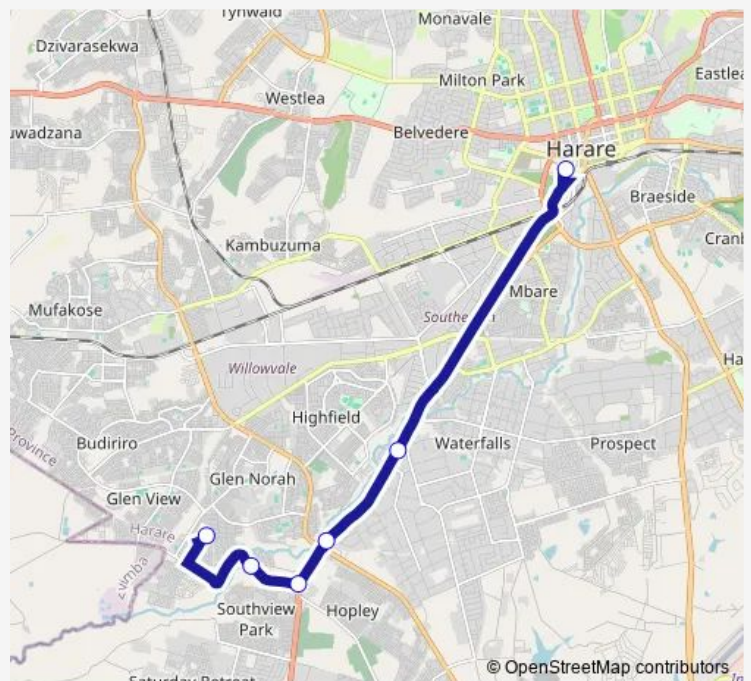 Tynwald
Monavale
Dzivarasekwa
Milton Park
Eastlea
Westlea
uwadzana
Belvedere
Harare
Braeside
Kambuzuma
Cranb
Mbare
Mufakose
Southe
Willowvale
Ha
Highfield
Province
Budiriro
Waterfalls
Prospect
Glen Norah
Glen View
Harare
Zvimba
Southview
Park
Hopley
© OpenStreetMap contributors
Saturday Retreat